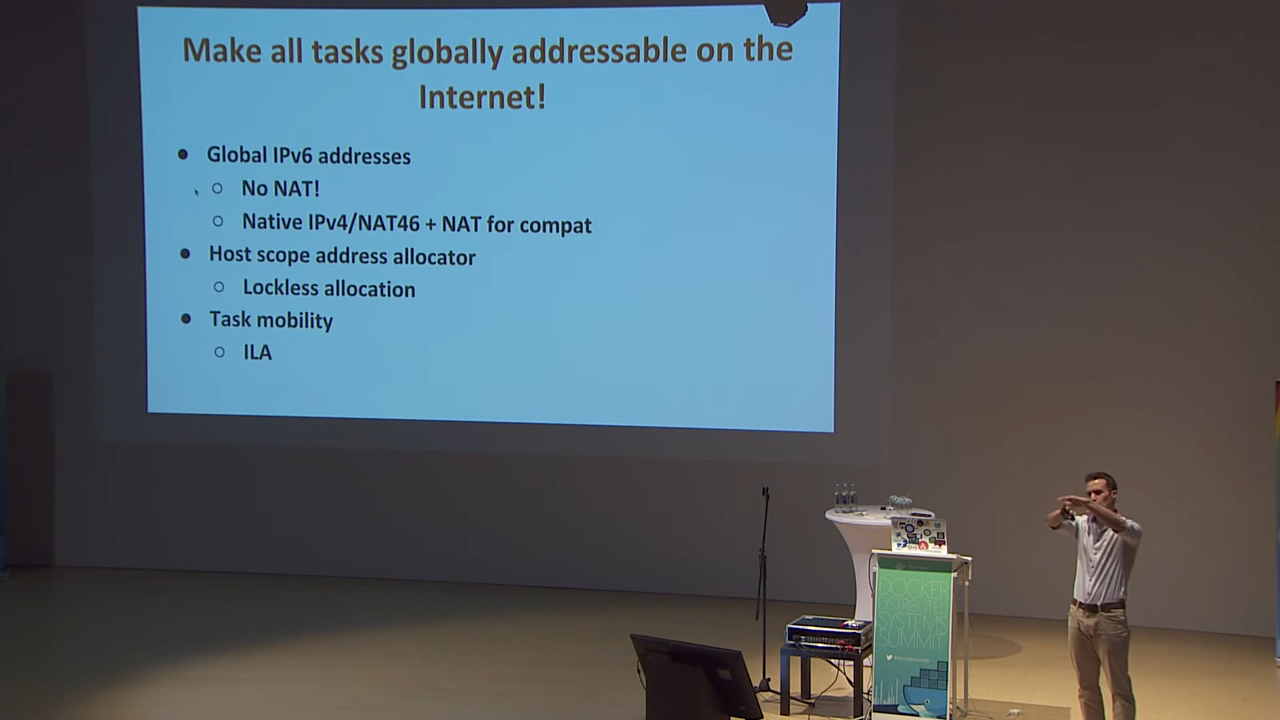 Make all tasks globally addressable on the
Internet!
● Global IPv6 addresses
○ No NAT!
○ Native IPv4/NAT46 + NAT for compat
● Host scope address allocator
○ Lockless allocation
● Task mobility
○ ILA
DOCKER
DISTRIBUTED
SYSTEMS
SUMMIT